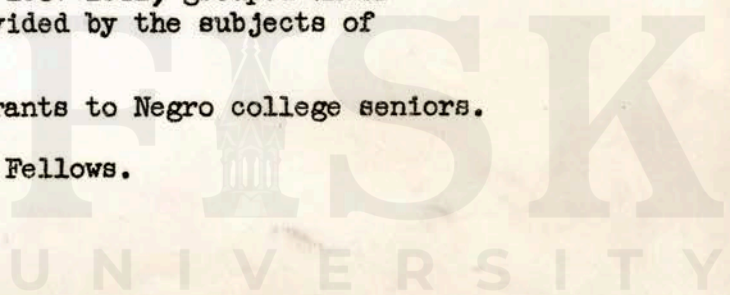 vided by the subjects of
rants to Negro college seniors.
Fellows.
FISK
UNIVERSITY